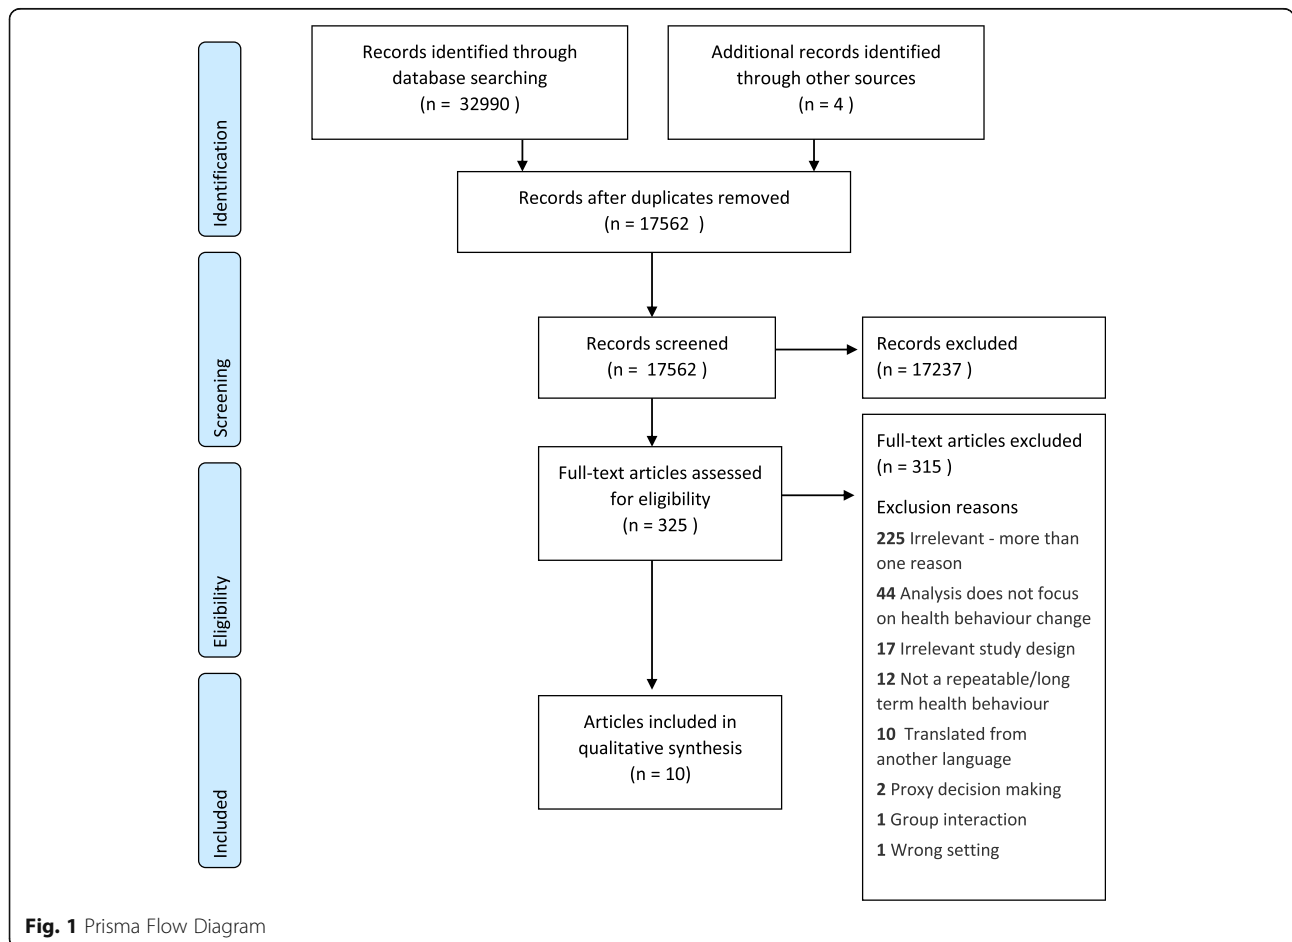 Records identified through
database searching
(n = 32990 )
Additional records identified
through other sources
(n = 4 )
Identification
Records after duplicates removed
(n = 17562 )
Screening
Records screened
(n = 17562 )
Records excluded
(n = 17237 )
Eligibility
Full-text articles assessed
for eligibility
(n = 325 )
Full-text articles excluded
(n = 315 )
Exclusion reasons
225 Irrelevant - more than
one reason
44 Analysis does not focus
on health behaviour change
17 Irrelevant study design
12 Not a repeatable/long
term health behaviour
10 Translated from
another language
2 Proxy decision making
1 Group interaction
1 Wrong setting
Included
Articles included in
qualitative synthesis
(n = 10)
Fig. 1 Prisma Flow Diagram